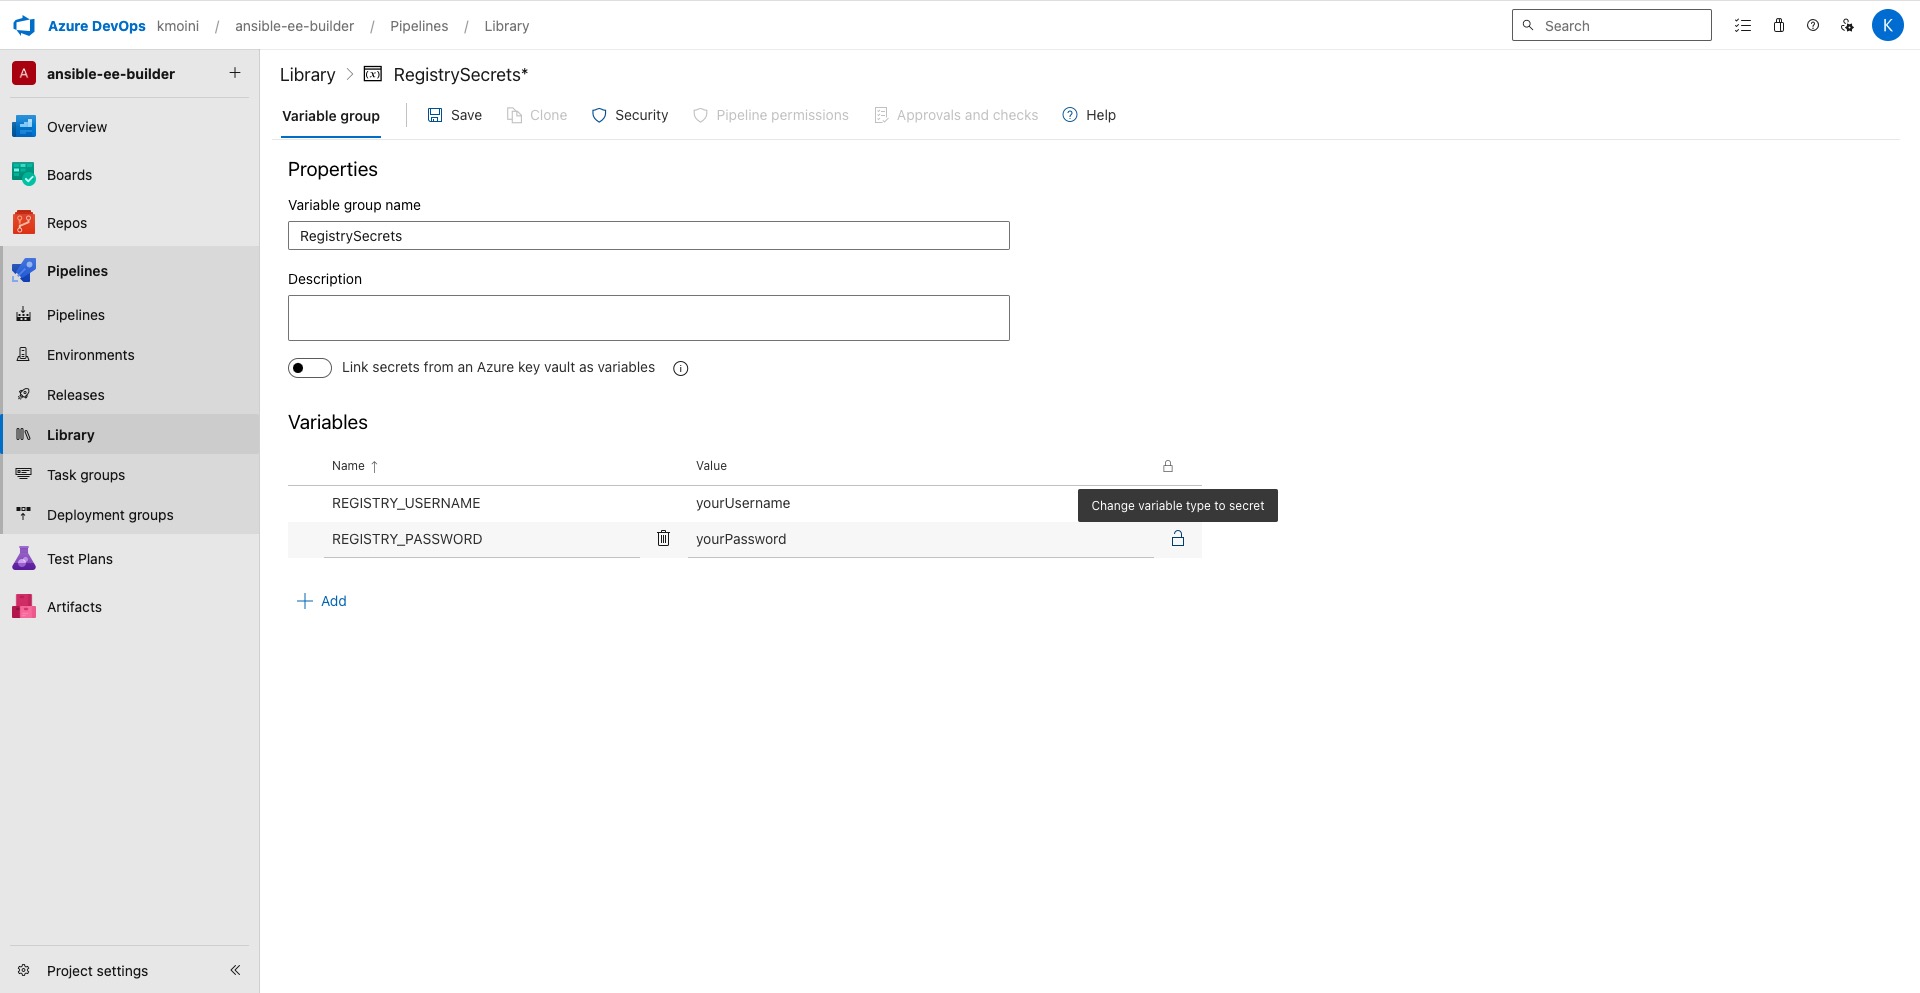 Azure DevOps kmoini / ansible-ee-builder / Pipelines / Library
Search
K
A ansible-ee-builder
Overview
Boards
Repos
Pipelines
Pipelines
Environments
Releases
Library
Task groups
Deployment groups
Test Plans
Artifacts
Project settings
Library > RegistrySecrets*
Variable group Save Clone Security Pipeline permissions Approvals and checks Help
Properties
Variable group name
RegistrySecrets
Description
Link secrets from an Azure key vault as variables
Variables
Name ↑ Value
REGISTRY_USERNAME yourUsername
Change variable type to secret
REGISTRY_PASSWORD yourPassword
+ Add